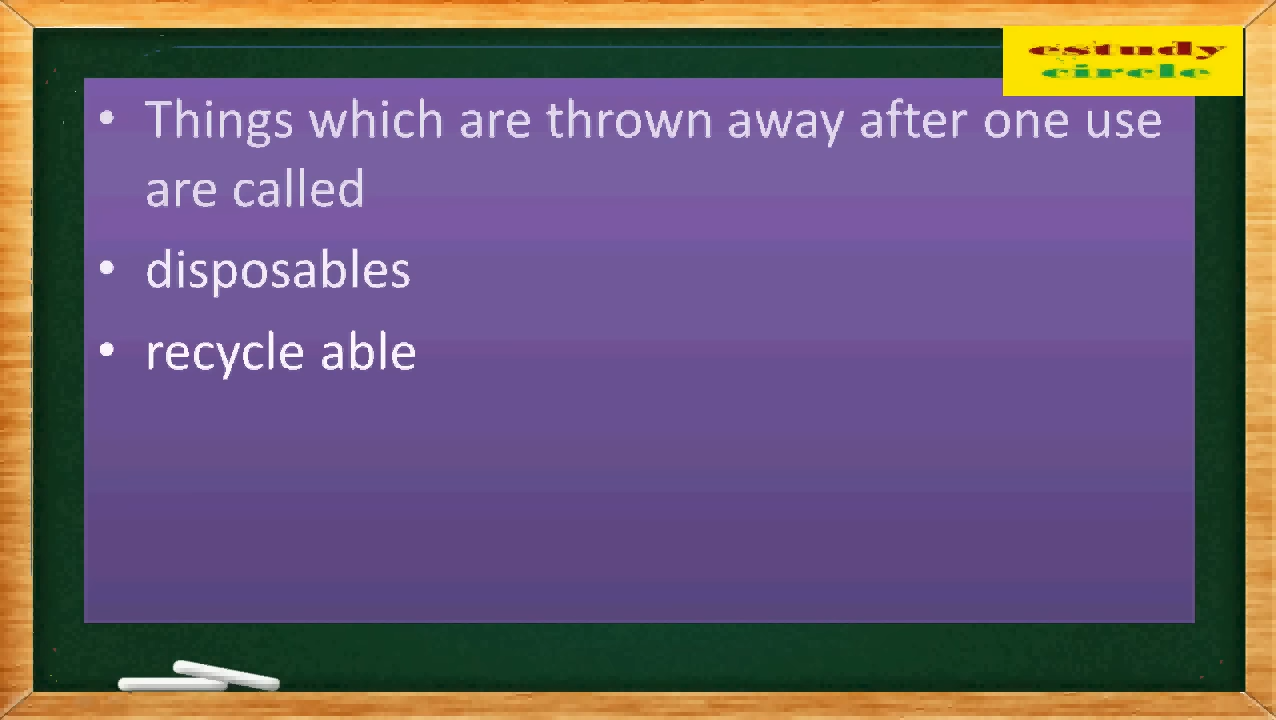 estudy
circle
Things which are thrown away after one use
are called
disposables
recycle able